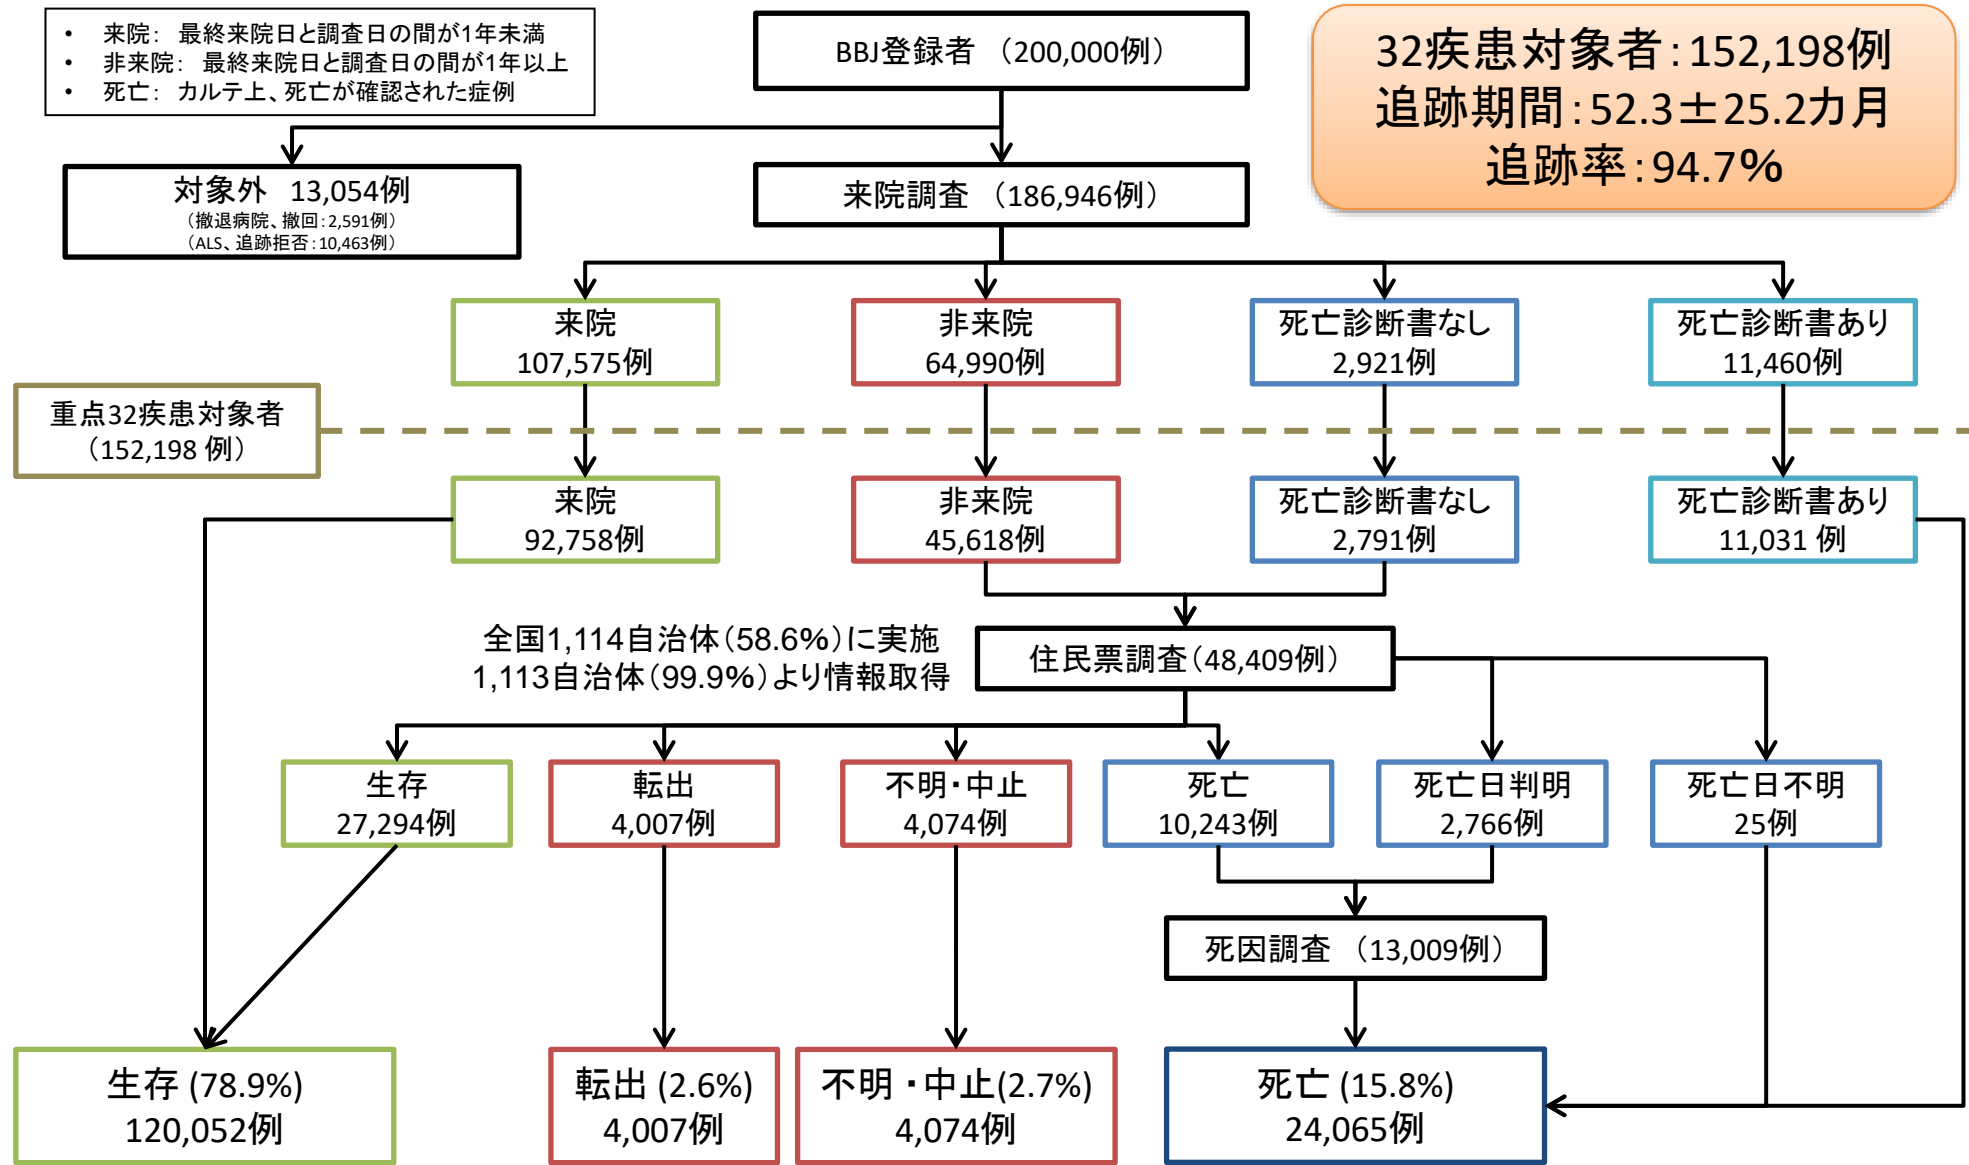 • 来院： 最終来院日と調査日の間が1年未満
• 非来院： 最終来院日と調査日の間が1年以上
• 死亡： カルテ上、死亡が確認された症例
BBJ登録者 （200,000例）
32疾患対象者：152,198例
追跡期間：52.3±25.2カ月
追跡率：94.7%
対象外 13,054例
（撤退病院、撤回：2,591例）
（ALS、追跡拒否：10,463例）
来院調査 （186,946例）
来院
107,575例
非来院
64,990例
死亡診断書なし
2,921例
死亡診断書あり
11,460例
重点32疾患対象者
（152,198 例）
来院
92,758例
非来院
45,618例
死亡診断書なし
2,791例
死亡診断書あり
11,031 例
全国1,114自治体（58.6%）に実施
1,113自治体（99.9%）より情報取得
住民票調査（48,409例）
生存
27,294例
転出
4,007例
不明・中止
4,074例
死亡
10,243例
死亡日判明
2,766例
死亡日不明
25例
死因調査 （13,009例）
生存 (78.9%)
120,052例
転出 (2.6%)
4,007例
不明・中止(2.7%)
4,074例
死亡 (15.8%)
24,065例